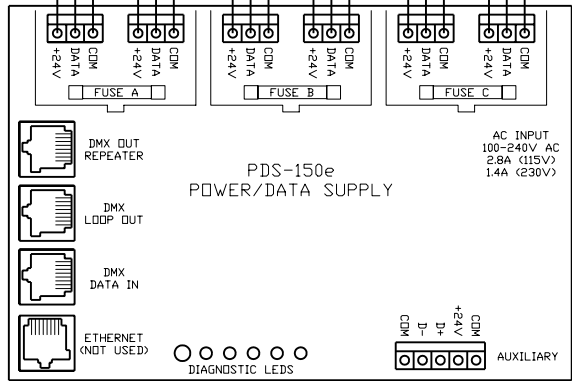 +24V DATA COM +24V DATA COM +24V DATA COM +24V DATA COM +24V DATA COM +24V DATA COM
FUSE A FUSE B FUSE C
DMX OUT
REPEATER
AC INPUT
100-240V AC
2.8A (115V)
1.4A (230V)
PDS-150e
POWER/DATA SUPPLY
DMX
LOOP OUT
DMX
DATA IN
ETHERNET
(NOT USED)
DIAGNOSTIC LEDS
COM D- D+ +24V COM
AUXILIARY